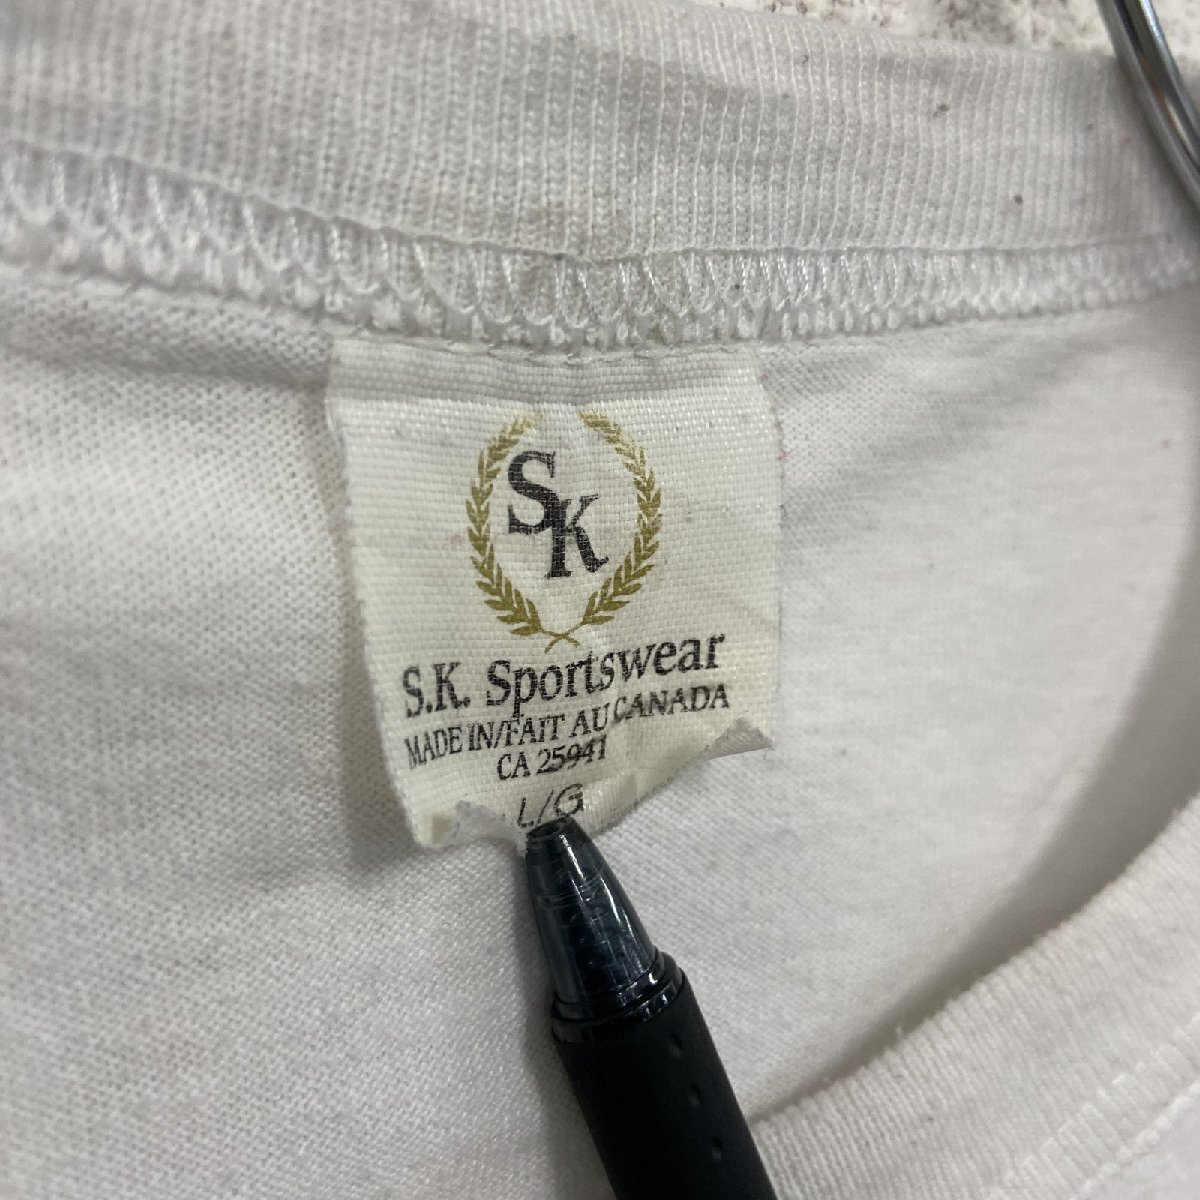 SK
S.K. Sportswear
MADE IN/FAIT AU CANADA
CA 25941
L/G